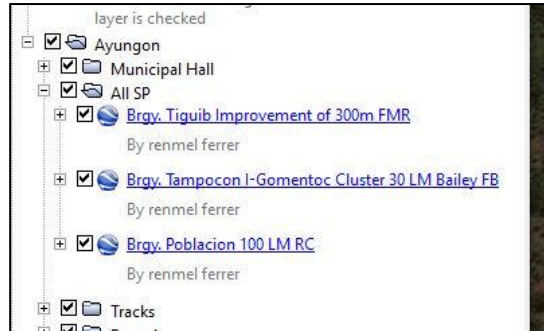 layer is checked
Ayungon
Municipal Hall
All SP
Brgy. Tiguib Improvement of 300m FMR
By renmel ferrer
Brgy. Tampocon I-Gomentoc Cluster 30 LM Bailey FB
By renmel ferrer
Brgy. Poblacion 100 LM RC
By renmel ferrer
Tracks